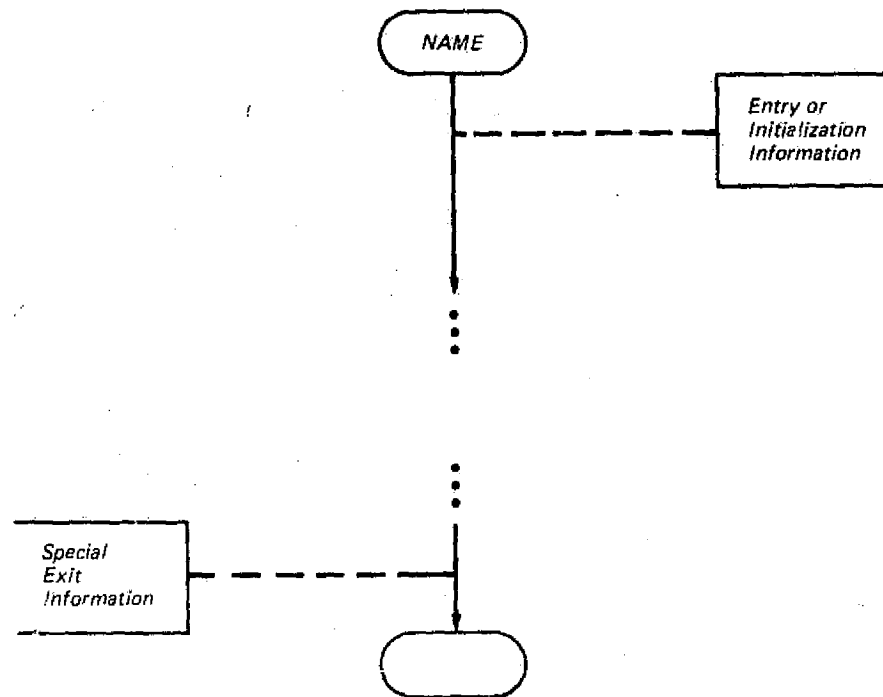 NAME
Entry or
Initialization
Information
Special
Exit
Information